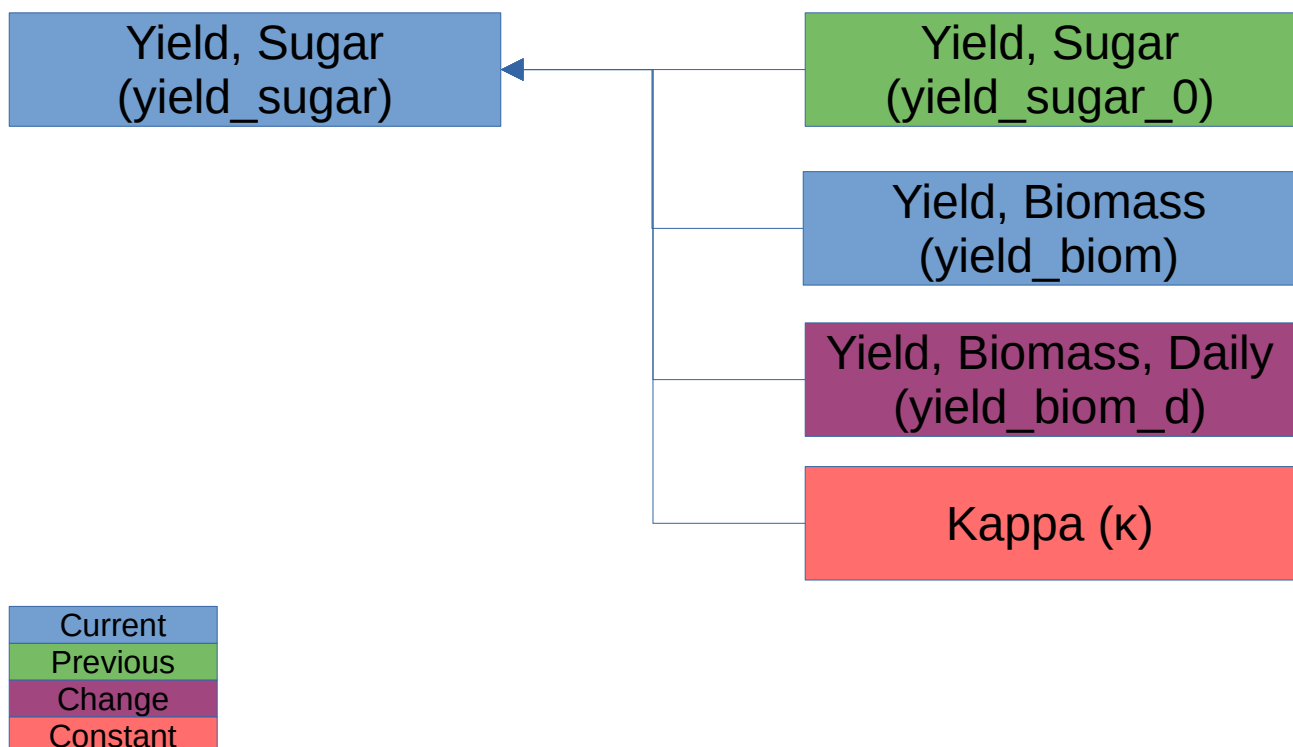 Yield, Sugar
(yield_sugar)
Yield, Sugar
(yield_sugar_0)
Yield, Biomass
(yield_biom)
Yield, Biomass, Daily
(yield_biom_d)
Kappa (κ)
Current
Previous
Change
Constant